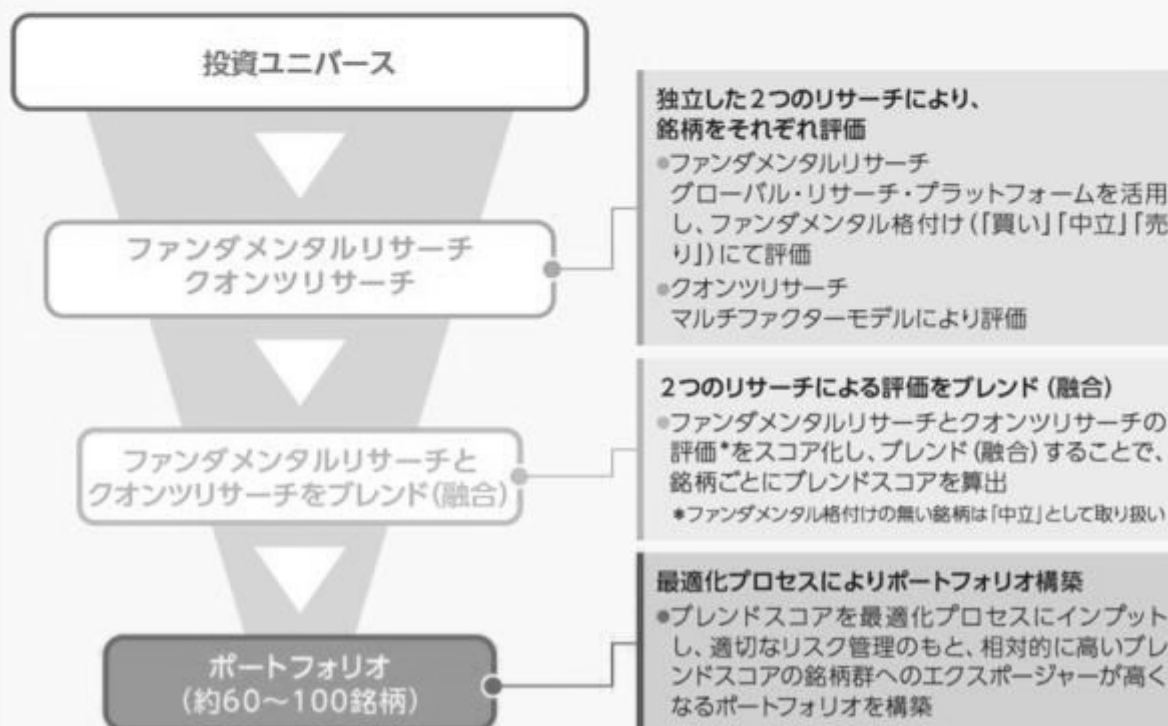 投資ユニバース
独立した2つのリサーチにより、
銘柄をそれぞれ評価
●ファンダメンタルリサーチ
グローバル・リサーチ・プラットフォームを活用
し、ファンダメンタル格付け(「買い」「中立」「売
り」)にて評価
●クオンツリサーチ
マルチファクターモデルにより評価
ファンダメンタルリサーチ
クオンツリサーチ
2つのリサーチによる評価をブレンド(融合)
●ファンダメンタルリサーチとクオンツリサーチの
評価*をスコア化し、ブレンド(融合)することで、
銘柄ごとにブレンドスコアを算出
*ファンダメンタル格付けの無い銘柄は「中立」として取り扱い
ファンダメンタルリサーチと
クオンツリサーチをブレンド(融合)
最適化プロセスによりポートフォリオ構築
●ブレンドスコアを最適化プロセスにインプット
し、適切なリスク管理のもと、相対的に高いブレ
ンドスコアの銘柄群へのエクスポージャーが高く
なるポートフォリオを構築
ポートフォリオ
(約60~100銘柄)